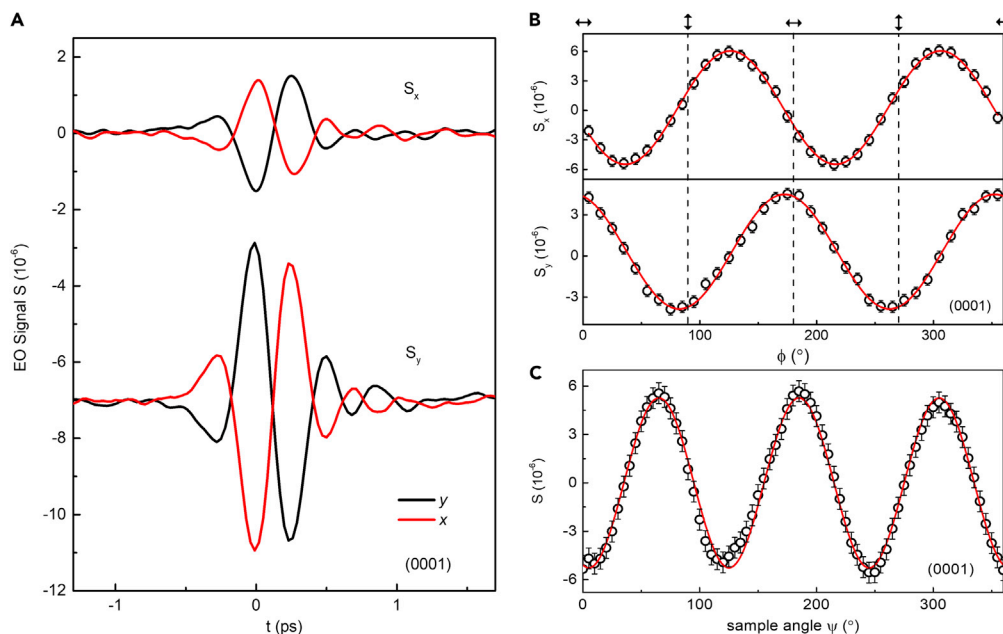 A
2
0
-2
-4
-6
-8
-10
-12
EO Signal S (10⁻⁶)
Sₓ
Sᵧ
y
x
(0001)
-1 0 1
t (ps)
B
6
3
0
-3
-6
Sₓ (10⁻⁶)
3
0
-3
Sᵧ (10⁻⁶)
(0001)
0 100 200 300
ϕ (°)
C
6
3
0
-3
-6
S (10⁻⁶)
(0001)
0 100 200 300
sample angle ψ (°)